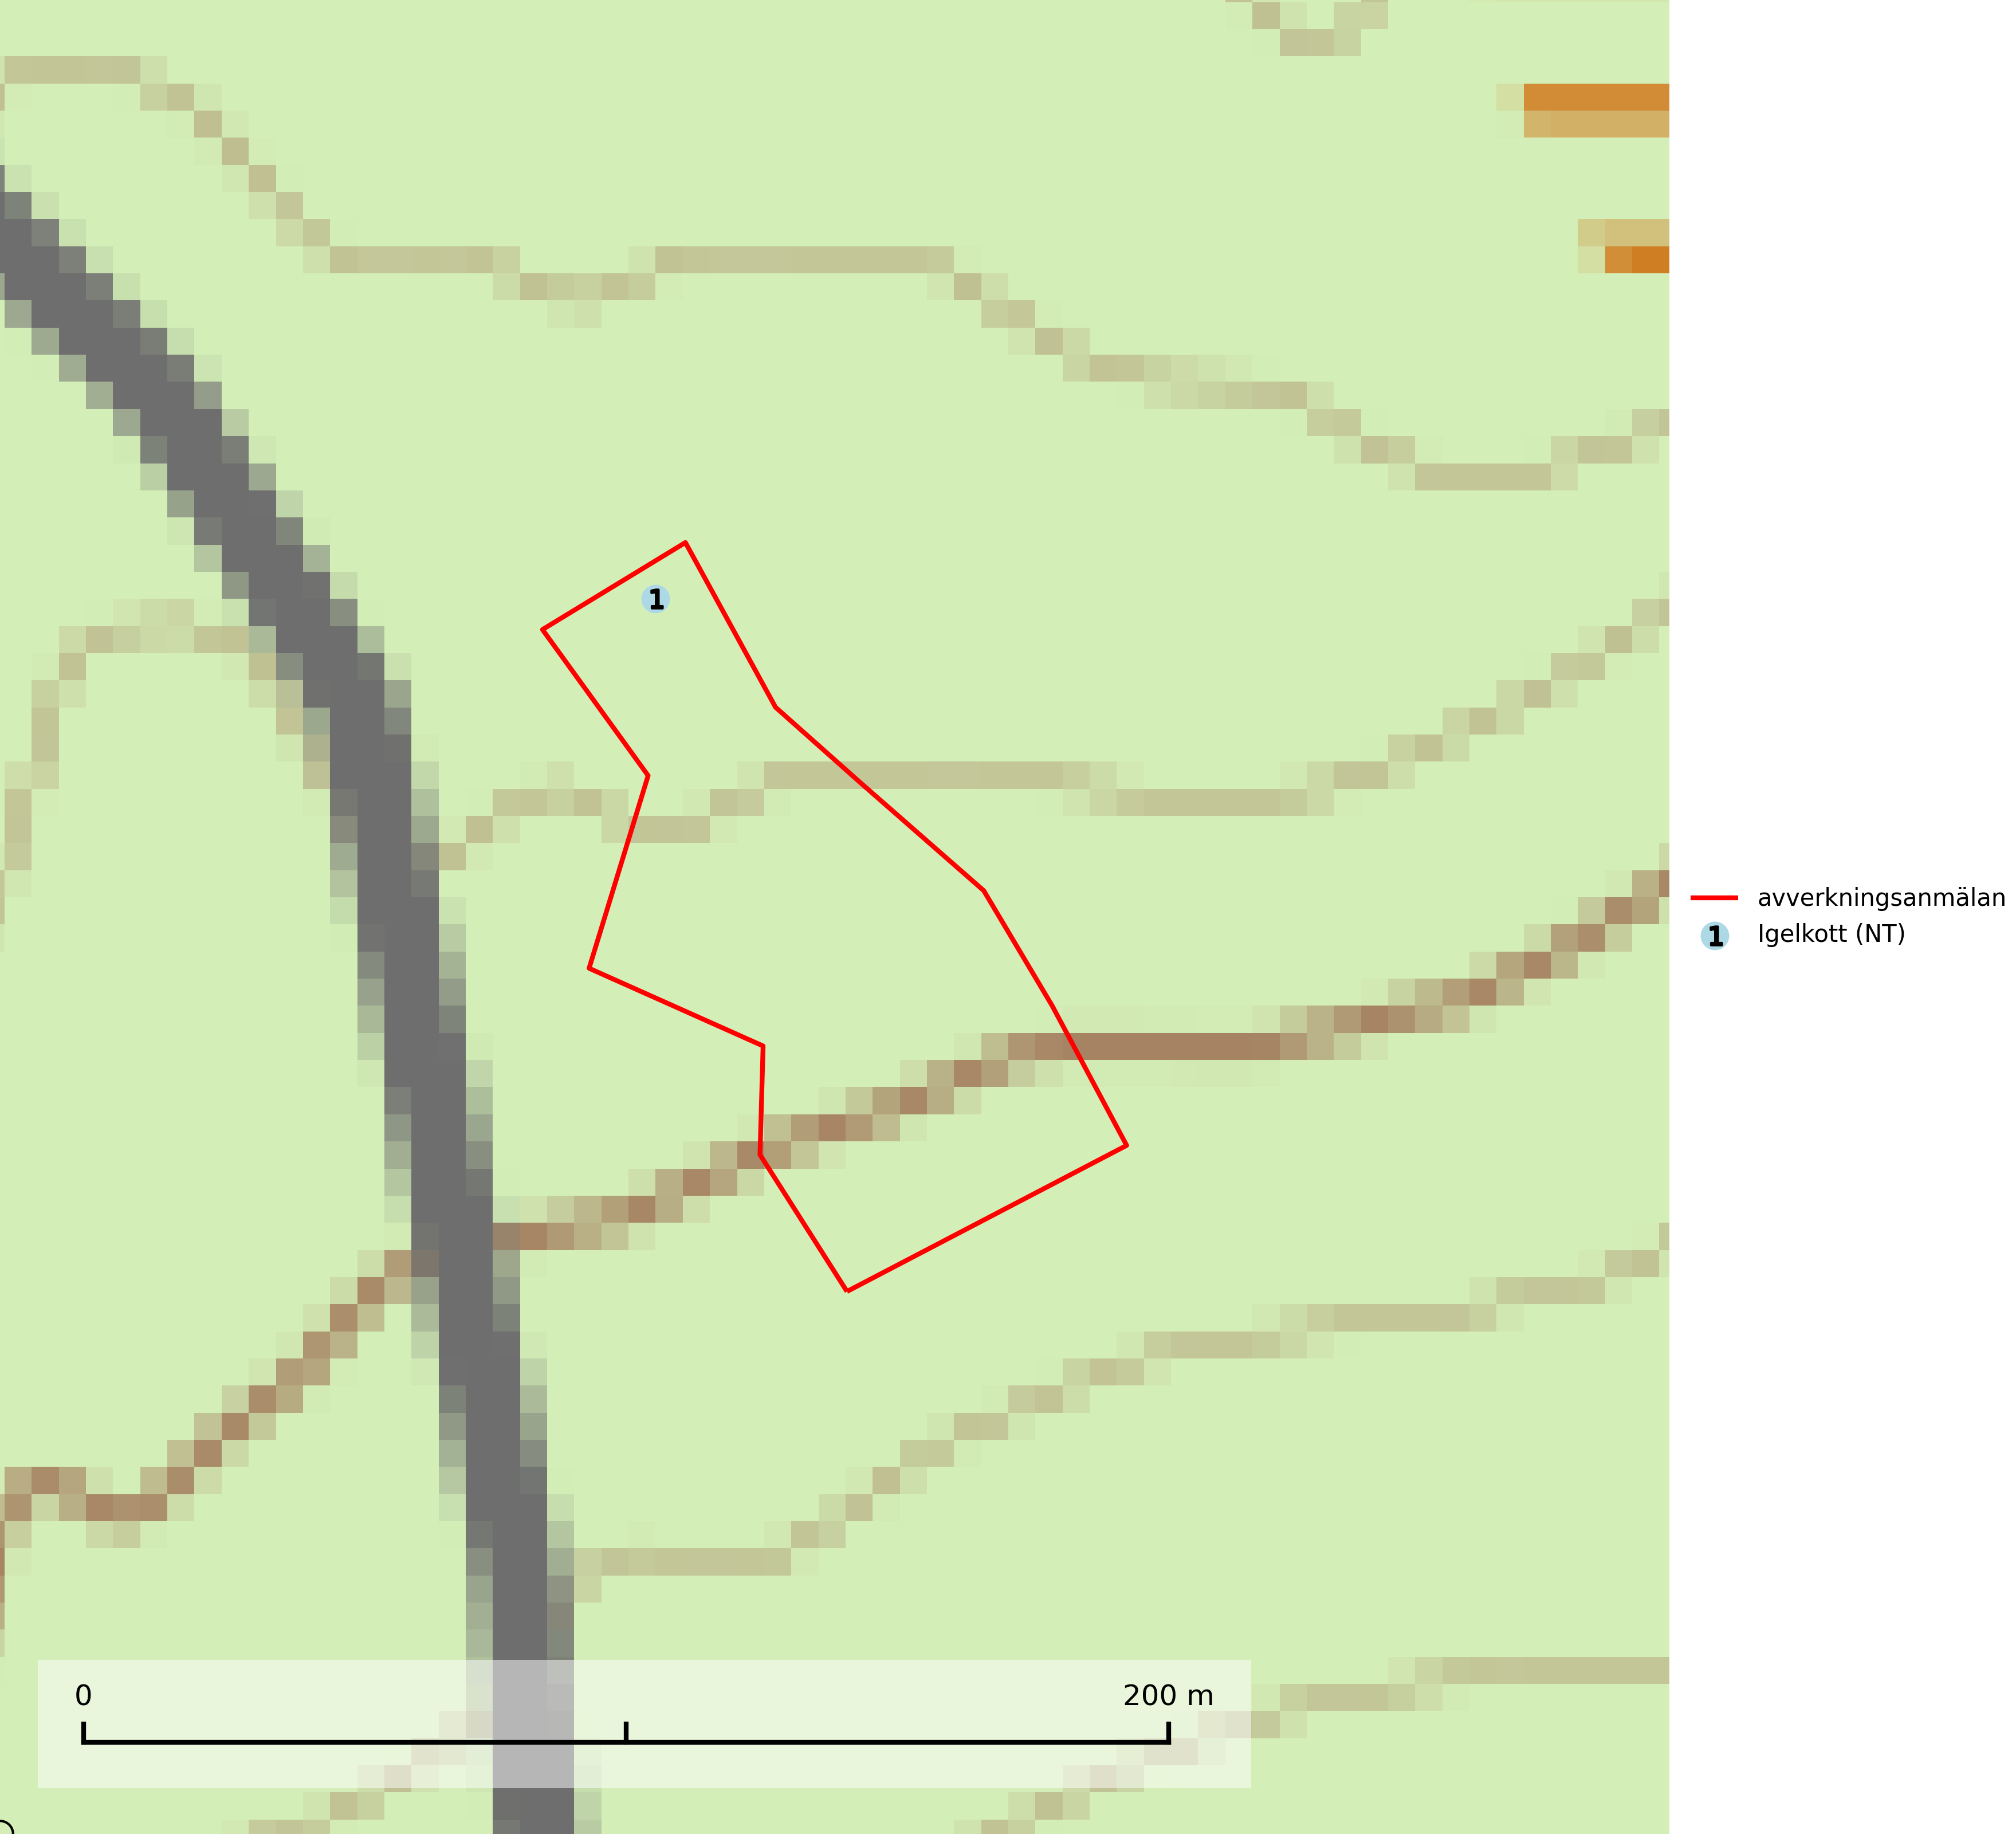 1
avverkningsanmälan
1 Igelkott (NT)
0 200 m